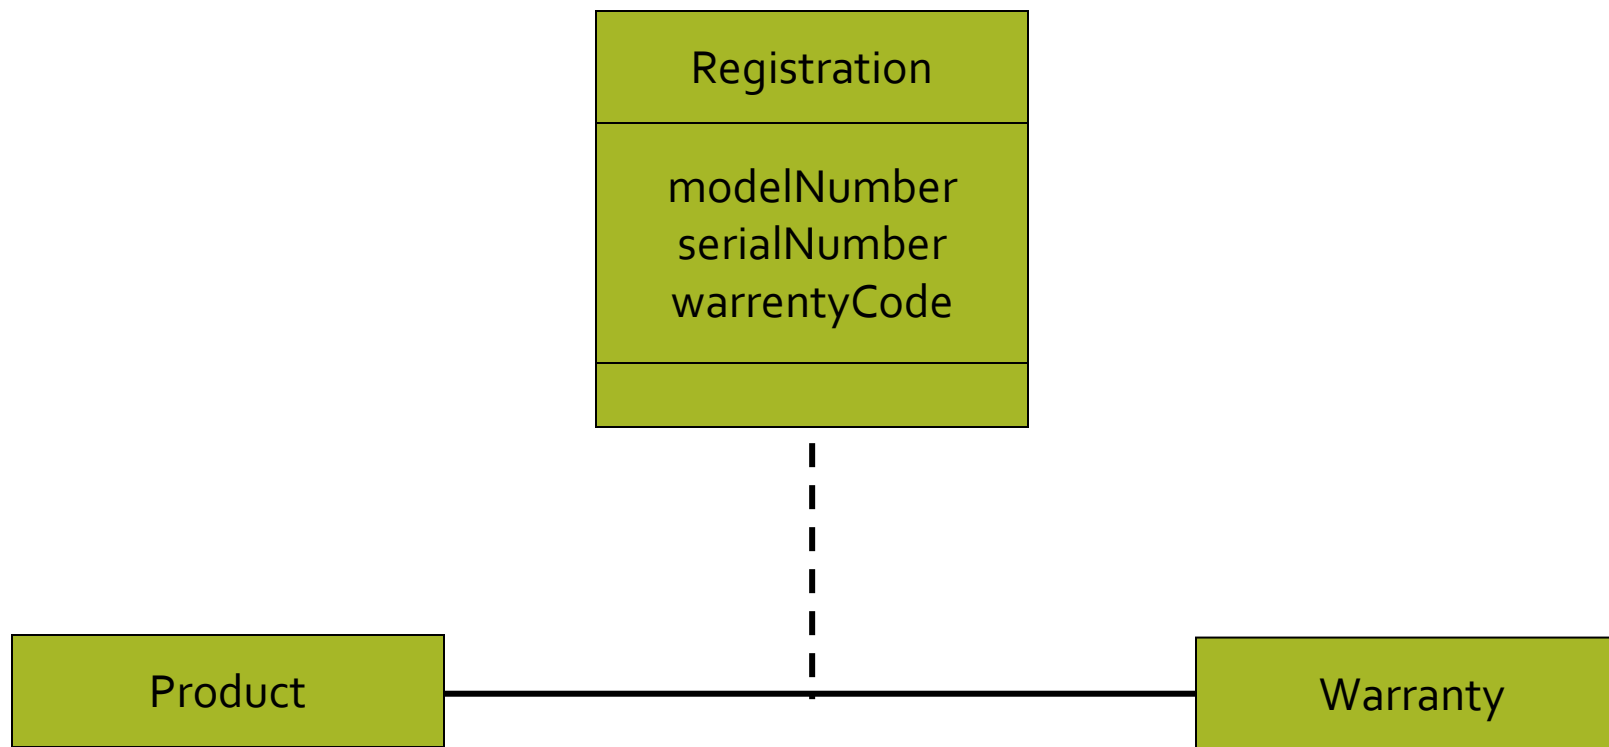 Registration
modelNumber
serialNumber
warrentyCode
Product
Warranty